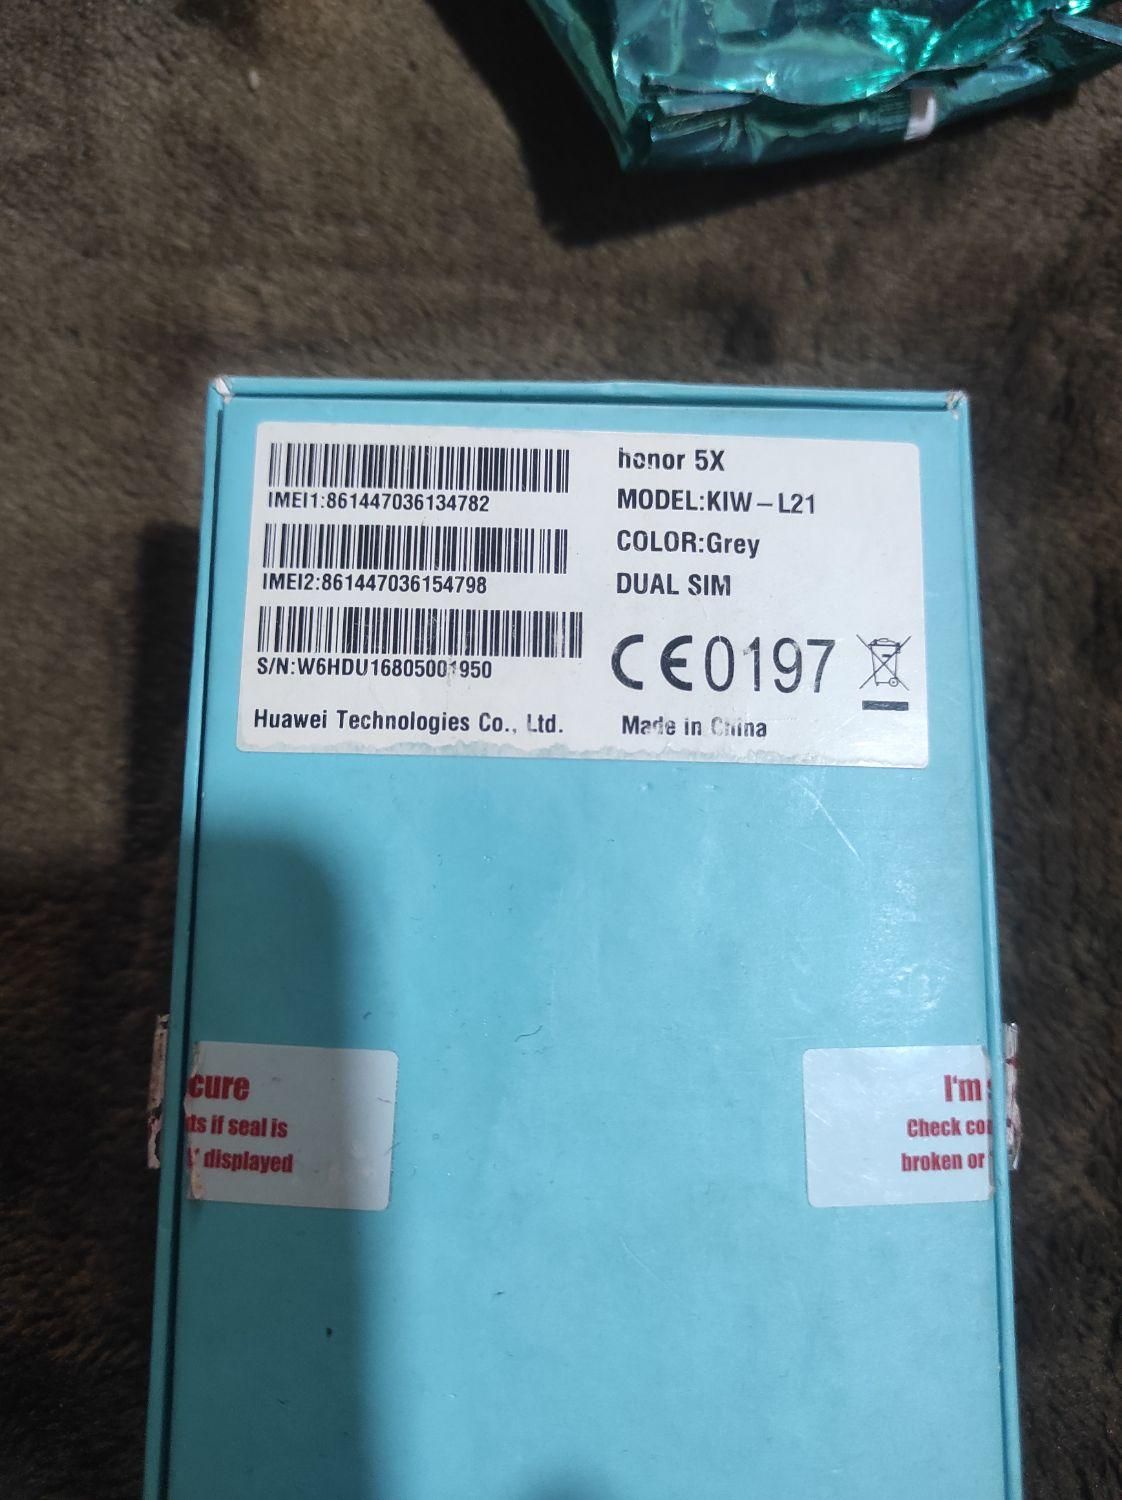 IMEI1:861447036134782
IMEI2:861447036154798
S/N:W6HDU16805001950
Huawei Technologies Co., Ltd.
honor 5X
MODEL:KIW-L21
COLOR:Grey
DUAL SIM
CE0197
Made in China
cure
ts if seal is
' displayed
I'm
Check co
broken or